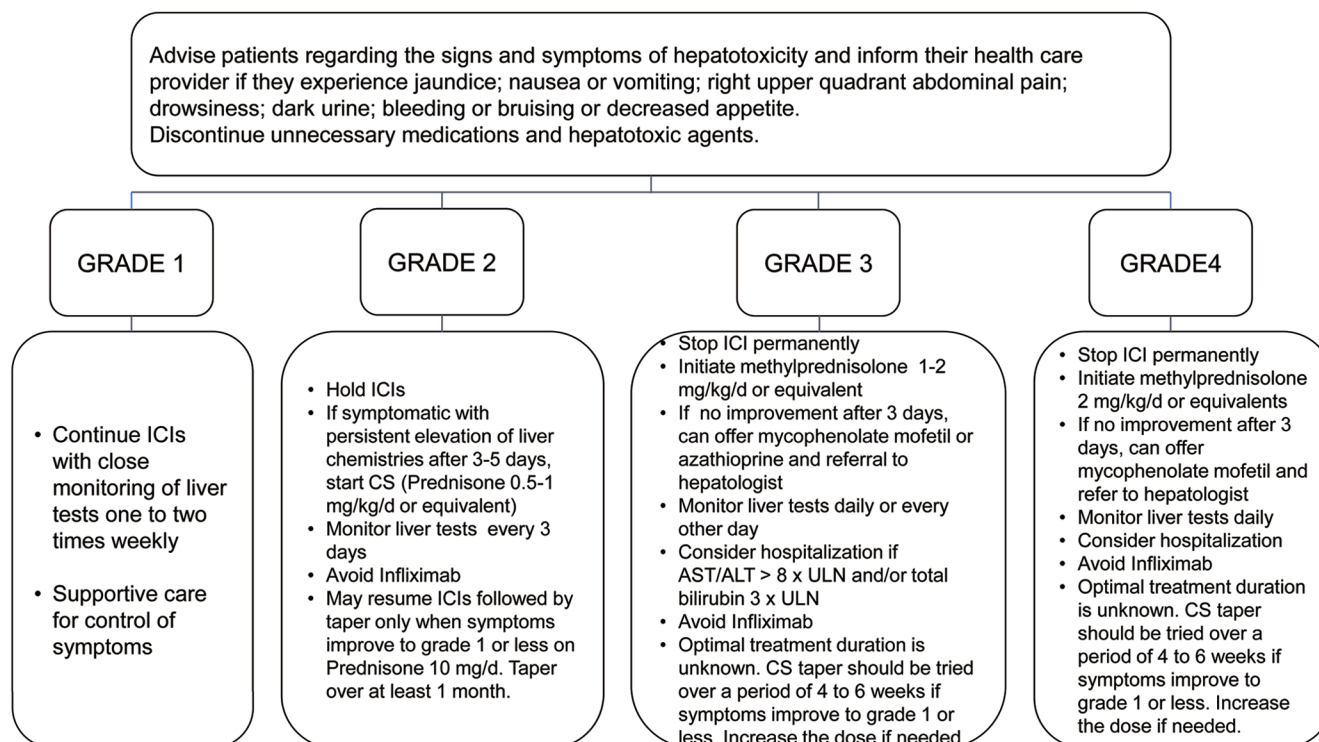 Advise patients regarding the signs and symptoms of hepatotoxicity and inform their health care
provider if they experience jaundice; nausea or vomiting; right upper quadrant abdominal pain;
drowsiness; dark urine; bleeding or bruising or decreased appetite.
Discontinue unnecessary medications and hepatotoxic agents.
GRADE 1
• Continue ICIs
with close
monitoring of liver
tests one to two
times weekly
• Supportive care
for control of
symptoms
GRADE 2
• Hold ICIs
• If symptomatic with
persistent elevation of liver
chemistries after 3-5 days,
start CS (Prednisone 0.5-1
mg/kg/d or equivalent)
• Monitor liver tests every 3
days
• Avoid Infliximab
• May resume ICIs followed by
taper only when symptoms
improve to grade 1 or less on
Prednisone 10 mg/d. Taper
over at least 1 month.
GRADE 3
• Stop ICI permanently
• Initiate methylprednisolone 1-2
mg/kg/d or equivalent
• If no improvement after 3 days,
can offer mycophenolate mofetil or
azathioprine and referral to
hepatologist
• Monitor liver tests daily or every
other day
• Consider hospitalization if
AST/ALT > 8 x ULN and/or total
bilirubin 3 x ULN
• Avoid Infliximab
• Optimal treatment duration is
unknown. CS taper should be tried
over a period of 4 to 6 weeks if
symptoms improve to grade 1 or
less. Increase the dose if needed
GRADE4
• Stop ICI permanently
• Initiate methylprednisolone
2 mg/kg/d or equivalents
• If no improvement after 3
days, can offer
mycophenolate mofetil and
refer to hepatologist
• Monitor liver tests daily
• Consider hospitalization
• Avoid Infliximab
• Optimal treatment duration
is unknown. CS taper
should be tried over a
period of 4 to 6 weeks if
symptoms improve to
grade 1 or less. Increase
the dose if needed.